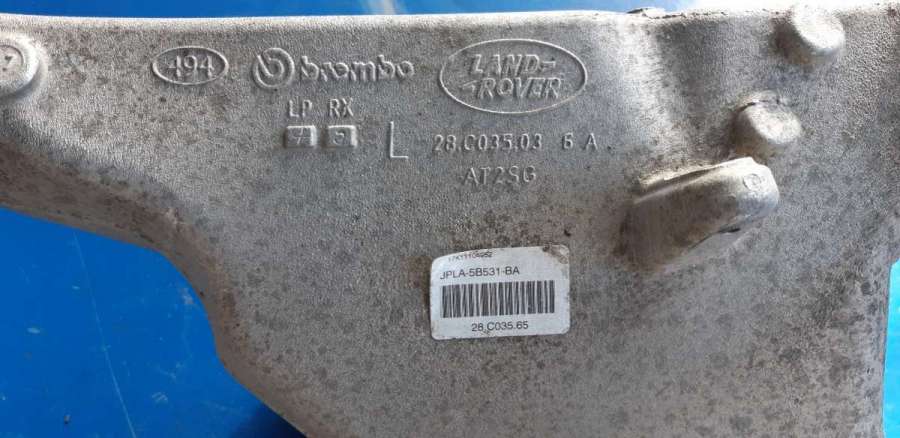 494 brembo LAND-ROVER
LP RX
L 28.C035.03 6 A
AT2SG
JPLA-5B531-BA
28.C035.65